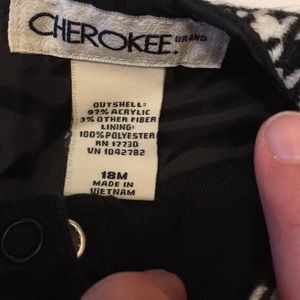 CHEROKEE. BRAND
OUTSHELL:
97% ACRYLIC
3% OTHER FIBER
LINING:
100% POLYESTER
RN 17730
VN 1042782
18M
MADE IN
VIETNAM